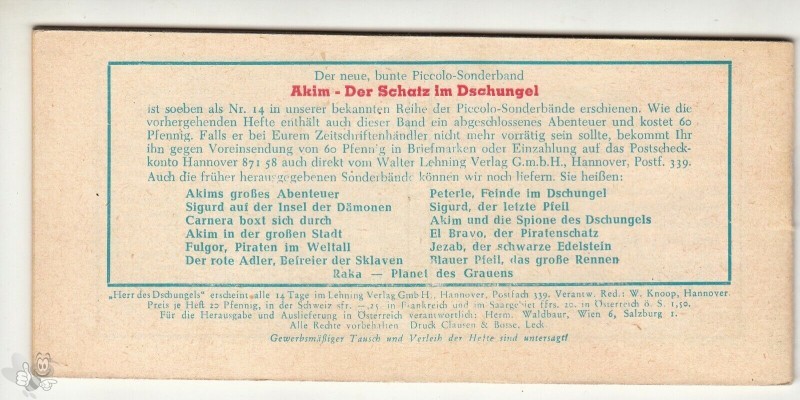 Der neue, bunte Piccolo-Sonderband
Akim - Der Schatz im Dschungel
ist soeben als Nr. 14 in unserer bekannten Reihe der Piccolo-Sonderbände erschienen. Wie die
vorhergehenden Hefte enthält auch dieser Band ein abgeschlossenes Abenteuer und kostet 60
Pfennig. Falls er bei Eurem Zeitschriftenhändler nicht mehr vorrätig sein sollte, bekommt Ihr
ihn gegen Voreinsendung von 60 Pfennig in Briefmarken oder Einzahlung auf das Postscheck-
konto Hannover 871 58 auch direkt vom Walter Lehning Verlag G.m.b.H., Hannover, Postf. 339.
Auch die früher herausgegebenen Sonderbände können wir noch liefern. Sie heißen:
Akims großes Abenteuer
Sigurd auf der Insel der Dämonen
Carnera boxt sich durch
Akim in der großen Stadt
Fulgor, Piraten im Weltall
Der rote Adler, Befreier der Sklaven
Peterle, Feinde im Dschungel
Sigurd, der letzte Pfeil
Akim und die Spione des Dschungels
El Bravo, der Piratenschatz
Jezab, der schwarze Edelstein
Blauer Pfeil, das große Rennen
Raka — Planet des Grauens
„Herr des Dschungels" erscheint alle 14 Tage im Lehning Verlag GmbH., Hannover, Postfach 339. Verantw. Red.: W. Knoop, Hannover
Preis je Heft 20 Pfennig, in der Schweiz sfr. —,25 in Frankreich und im Saargebiet ffrs. 20. in Österreich ö. S. 1,50.
Für die Herausgabe und Auslieferung in Österreich verantwortlich: Herm. Waldbaur, Wien 6, Salzburg 1.
Alle Rechte vorbehalten Druck Clausen & Bosse, Leck
Gewerbsmäßiger Tausch und Verleih der Hefte sind untersagt!